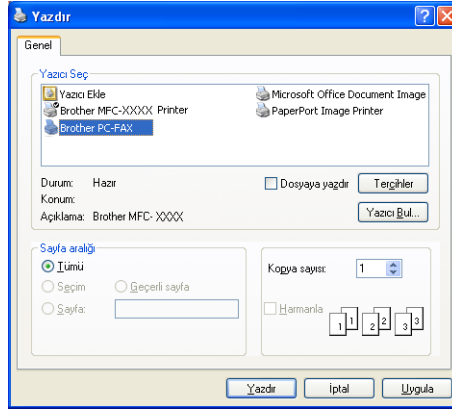 Yazdır
Genel
Yazıcı Seç
Yazıcı Ekle
Brother MFC-XXXX Printer
Brother PC-FAX
Microsoft Office Document Image
PaperPort Image Printer
Durum: Hazır
Konum:
Açıklama: Brother MFC- XXXX
Dosyaya yazdır
Tercihler
Yazıcı Bul...
Sayfa aralığı
Tümü
Seçim
Geçerli sayfa
Sayfa:
Kopya sayısı: 1
Harmanla
1 1 2 2 3 3
Yazdır
İptal
Uygula